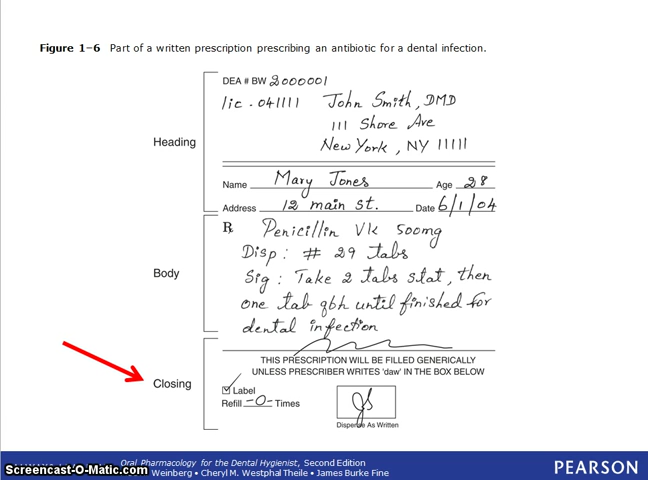 Figure 1–6 Part of a written prescription prescribing an antibiotic for a dental infection.
DEA # BW 2000001
lic. 041111 John Smith, DMD
111 Shore Ave
New York, NY 11111
Heading
Name Mary Jones Age 28
Address 12 main st. Date 6/1/04
Rx Penicillin VK 500mg
Disp: # 29 tabs
Body
Sig: Take 2 tabs stat, then
one tab q6h until finished for
dental infection
THIS PRESCRIPTION WILL BE FILLED GENERICALLY
UNLESS PRESCRIBER WRITES 'daw' IN THE BOX BELOW
Closing
Label
Refill -0- Times
Dispense As Written
Oral Pharmacology for the Dental Hygienist, Second Edition
Weinberg • Cheryl M. Westphal Theile • James Burke Fine
PEARSON
Screencast-O-Matic.com